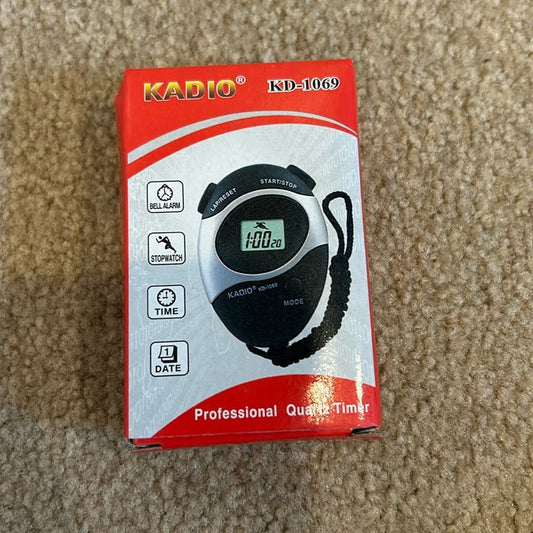 KADIO® KD-1069
LAP/RESET START/STOP
BELL ALARM
1:00 20
STOPWATCH
KADIO® KD-1069
MODE
TIME
1
DATE
Professional Quartz Timer